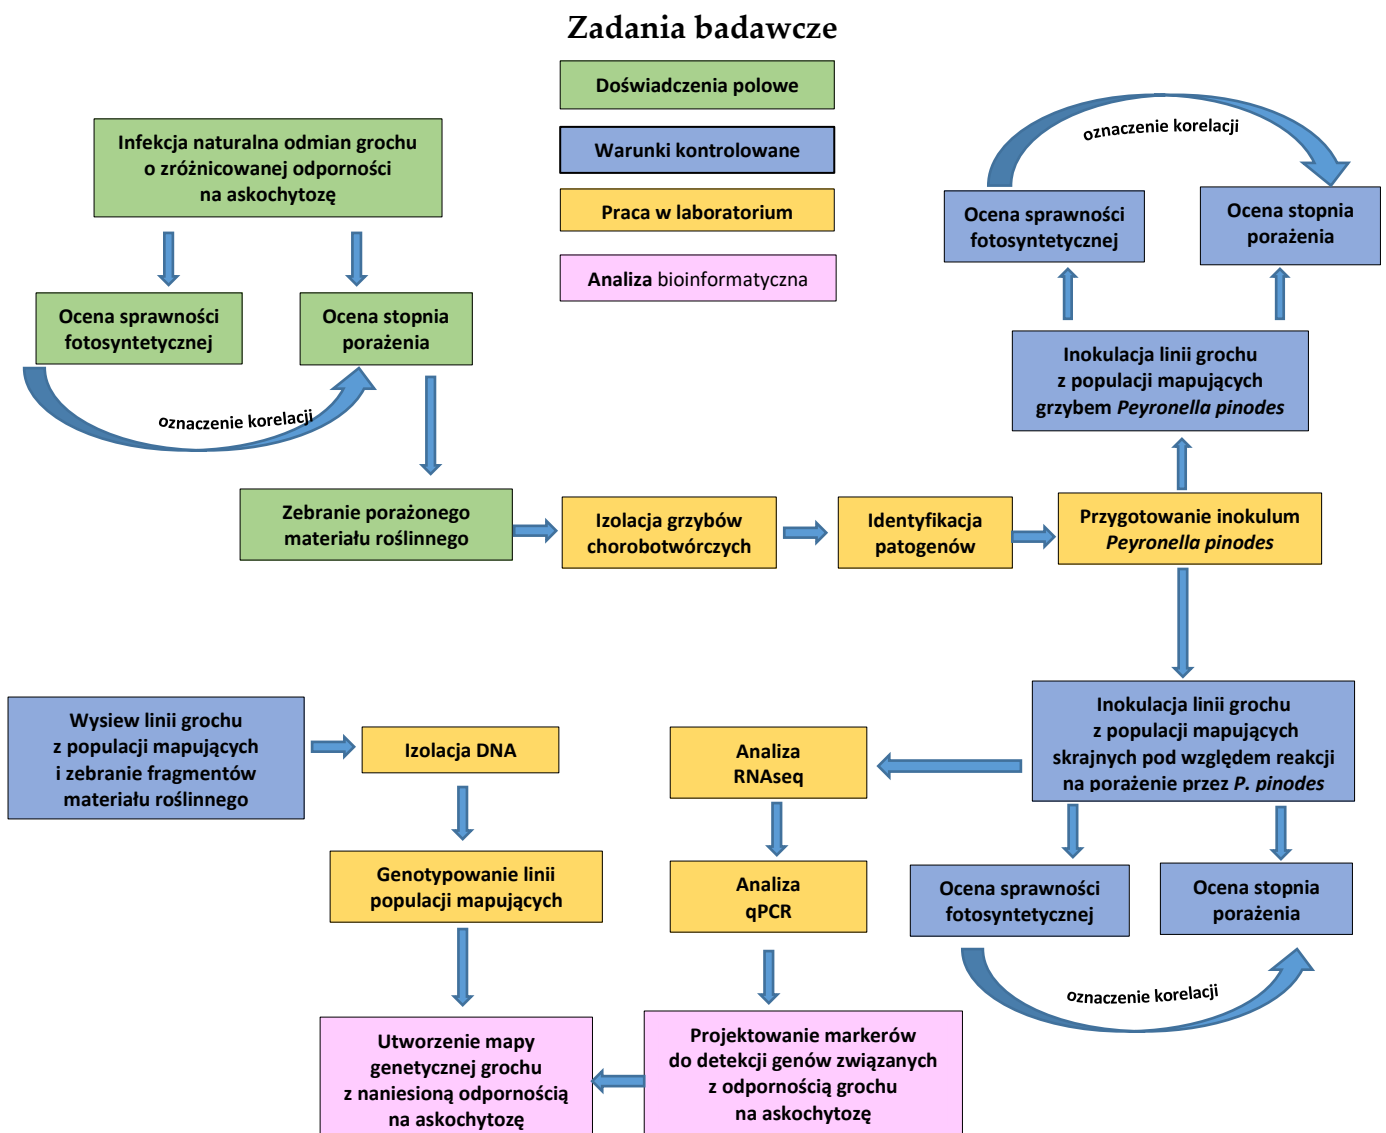 Zadania badawcze
Doświadczenia polowe
Warunki kontrolowane
Praca w laboratorium
Analiza bioinformatyczna
Infekcja naturalna odmian grochu
o zróżnicowanej odporności
na askochytozę
Ocena sprawności
fotosyntetycznej
Ocena stopnia
porażenia
oznaczenie korelacji
oznaczenie korelacji
Ocena sprawności
fotosyntetycznej
Ocena stopnia
porażenia
Inokulacja linii grochu
z populacji mapujących
grzybem Peyronella pinodes
Zebranie porażonego
materiału roślinnego
Izolacja grzybów
chorobotwórczych
Identyfikacja
patogenów
Przygotowanie inokulum
Peyronella pinodes
Wysiew linii grochu
z populacji mapujących
i zebranie fragmentów
materiału roślinnego
Izolacja DNA
Analiza
RNAseq
Inokulacja linii grochu
z populacji mapujących
skrajnych pod względem reakcji
na porażenie przez P. pinodes
Genotypowanie linii
populacji mapujących
Analiza
qPCR
Ocena sprawności
fotosyntetycznej
Ocena stopnia
porażenia
oznaczenie korelacji
Utworzenie mapy
genetycznej grochu
z naniesioną odpornością
na askochytozę
Projektowanie markerów
do detekcji genów związanych
z odpornością grochu
na askochytozę